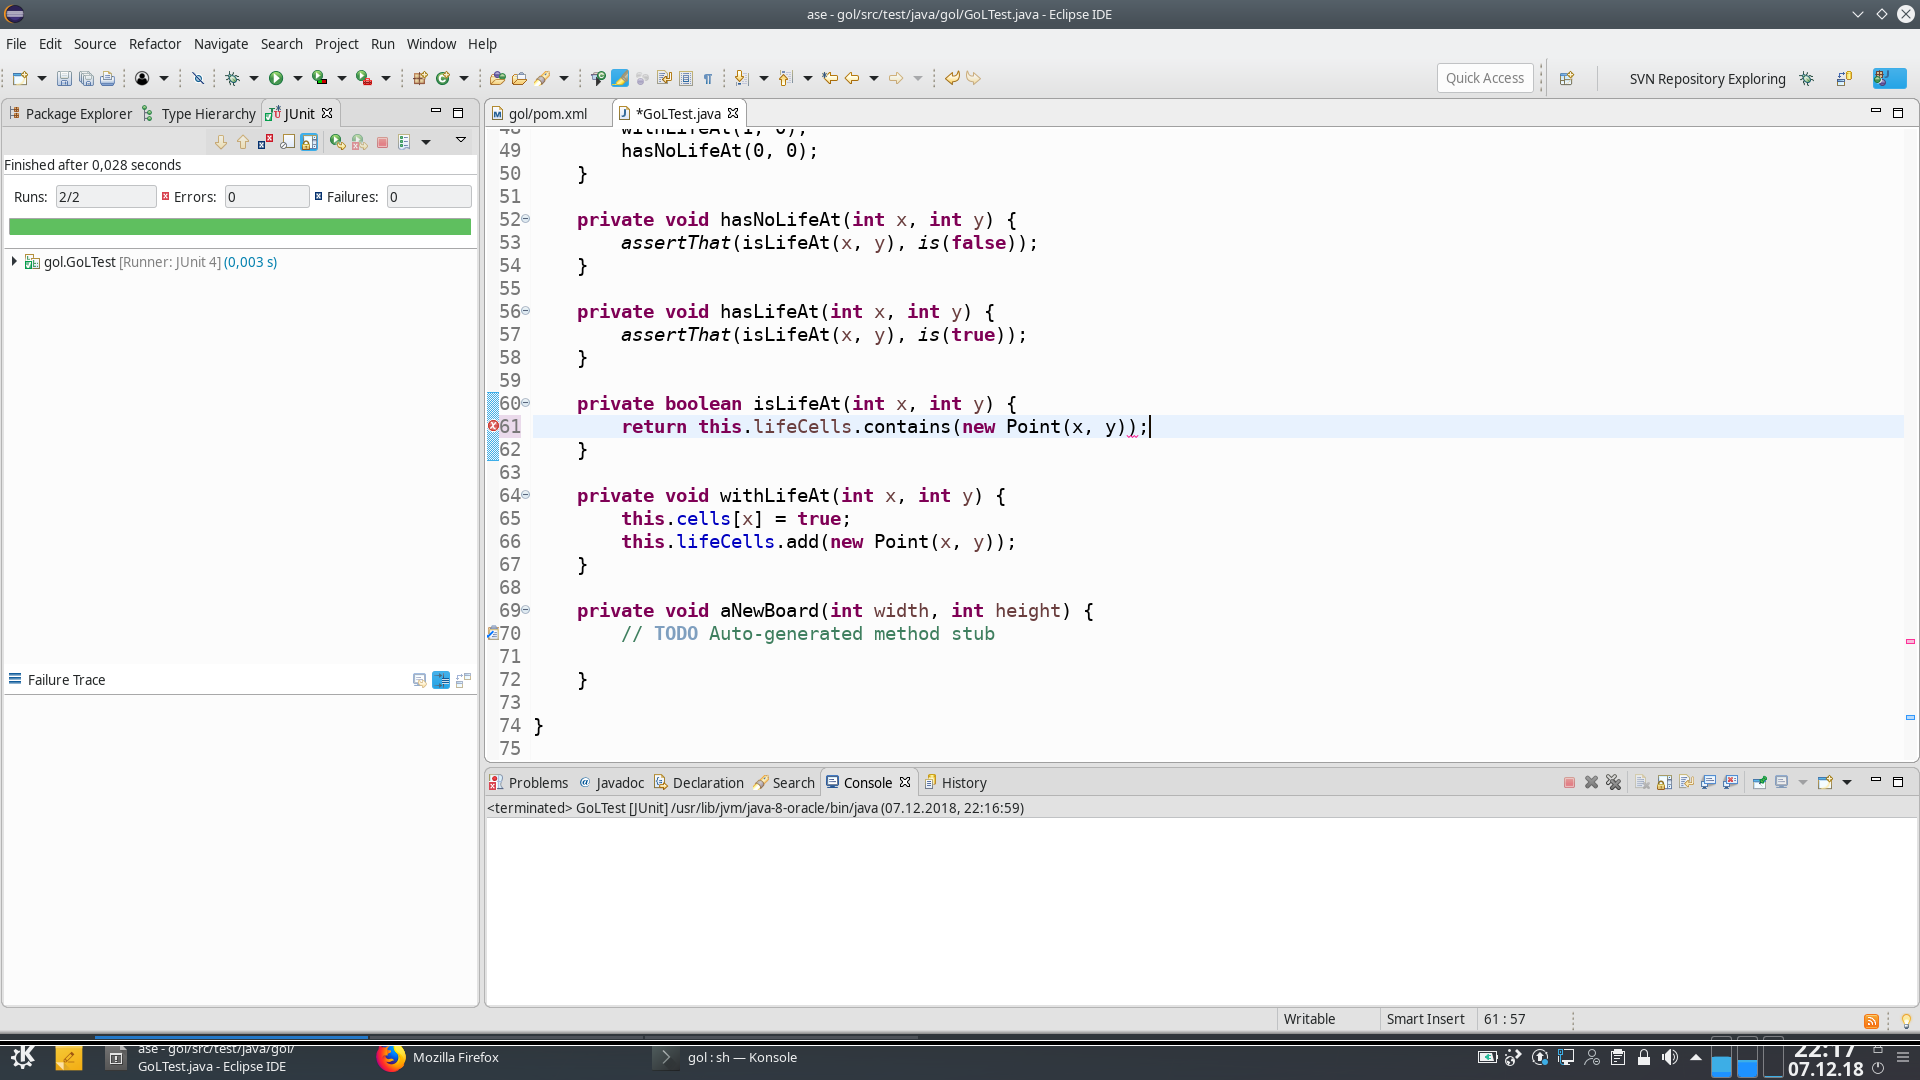 ase - gol/src/test/java/gol/GoLTest.java - Eclipse IDE
File Edit Source Refactor Navigate Search Project Run Window Help
Quick Access
SVN Repository Exploring
Package Explorer Type Hierarchy JUnit
gol/pom.xml *GoLTest.java
Finished after 0,028 seconds
Runs: 2/2 Errors: 0 Failures: 0
gol.GoLTest [Runner: JUnit 4] (0,003 s)
Failure Trace
48 withLifeAt(1, 0);
49 hasNoLifeAt(0, 0);
50 }
51
52 private void hasNoLifeAt(int x, int y) {
53 assertThat(isLifeAt(x, y), is(false));
54 }
55
56 private void hasLifeAt(int x, int y) {
57 assertThat(isLifeAt(x, y), is(true));
58 }
59
60 private boolean isLifeAt(int x, int y) {
61 return this.lifeCells.contains(new Point(x, y));
62 }
63
64 private void withLifeAt(int x, int y) {
65 this.cells[x] = true;
66 this.lifeCells.add(new Point(x, y));
67 }
68
69 private void aNewBoard(int width, int height) {
70 // TODO Auto-generated method stub
71
72 }
73
74 }
75
Problems Javadoc Declaration Search Console History
<terminated> GoLTest [JUnit] /usr/lib/jvm/java-8-oracle/bin/java (07.12.2018, 22:16:59)
Writable Smart Insert 61 : 57
ase - gol/src/test/java/gol/
GoLTest.java - Eclipse IDE
Mozilla Firefox
gol : sh — Konsole
22:17
07.12.18